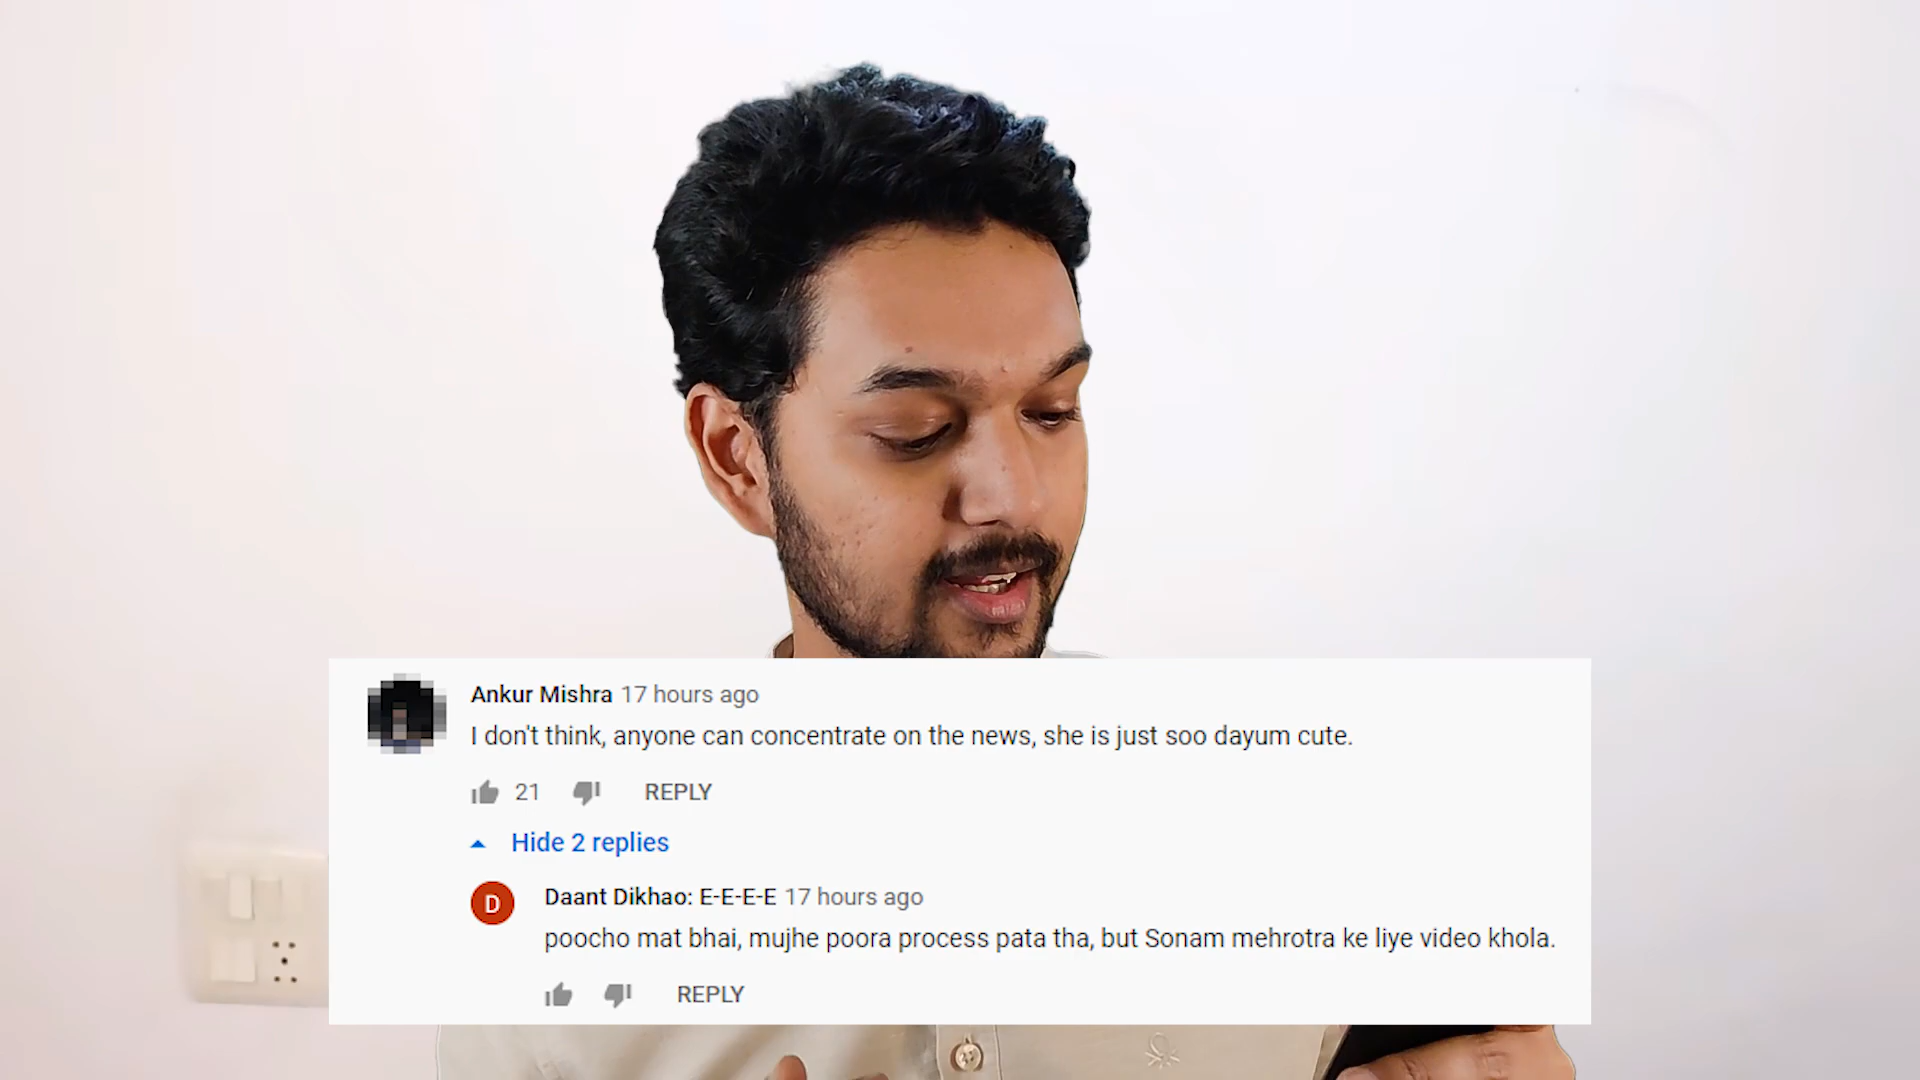 Ankur Mishra 17 hours ago
I don't think, anyone can concentrate on the news, she is just soo dayum cute.
21 REPLY
Hide 2 replies
D Daant Dikhao: E-E-E-E 17 hours ago
poocho mat bhai, mujhe poora process pata tha, but Sonam mehrotra ke liye video khola.
REPLY